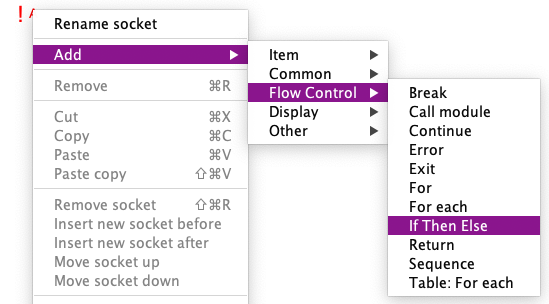 !
Rename socket
Add
Remove ⌘R
Cut ⌘X
Copy ⌘C
Paste ⌘V
Paste copy ⇧⌘V
Remove socket ⇧⌘R
Insert new socket before
Insert new socket after
Move socket up
Move socket down
Item
Common
Flow Control
Display
Other
Break
Call module
Continue
Error
Exit
For
For each
If Then Else
Return
Sequence
Table: For each